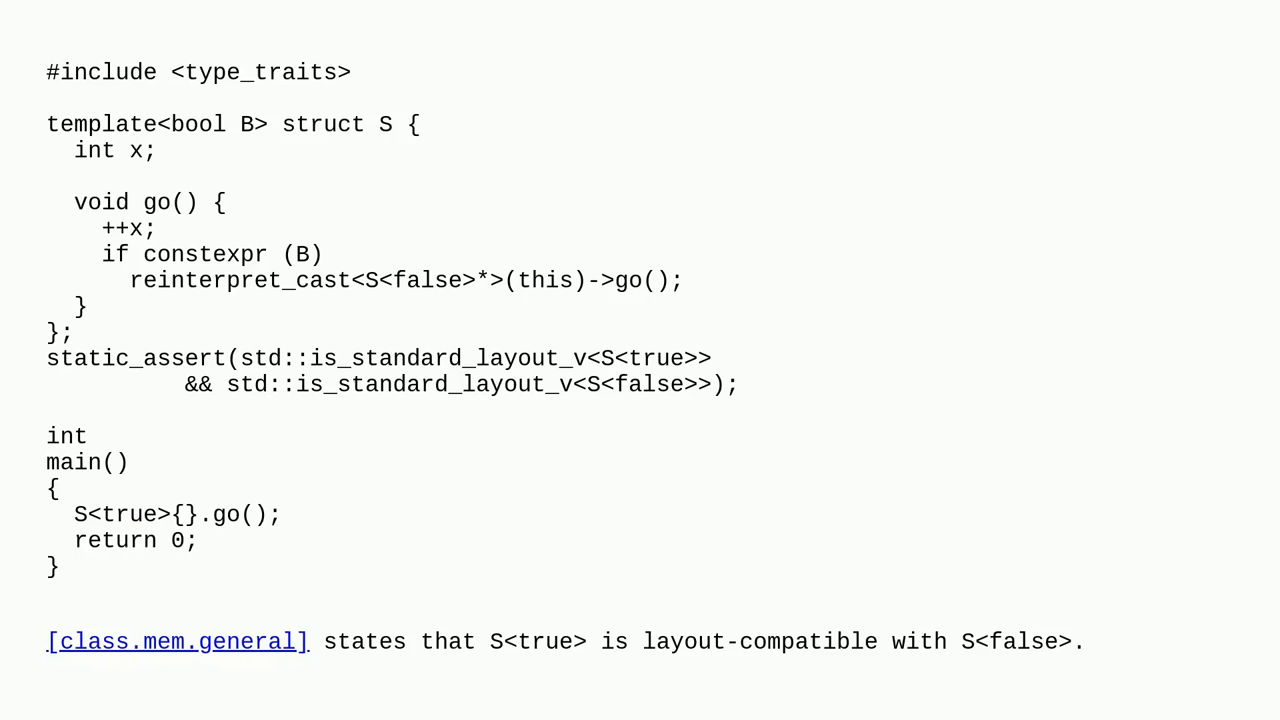 #include <type_traits>

template<bool B> struct S {
  int x;

  void go() {
    ++x;
    if constexpr (B)
      reinterpret_cast<S<false>*>(this)->go();
  }
};
static_assert(std::is_standard_layout_v<S<true>>
          && std::is_standard_layout_v<S<false>>);

int
main()
{
  S<true>{}.go();
  return 0;
}

[class.mem.general] states that S<true> is layout-compatible with S<false>.